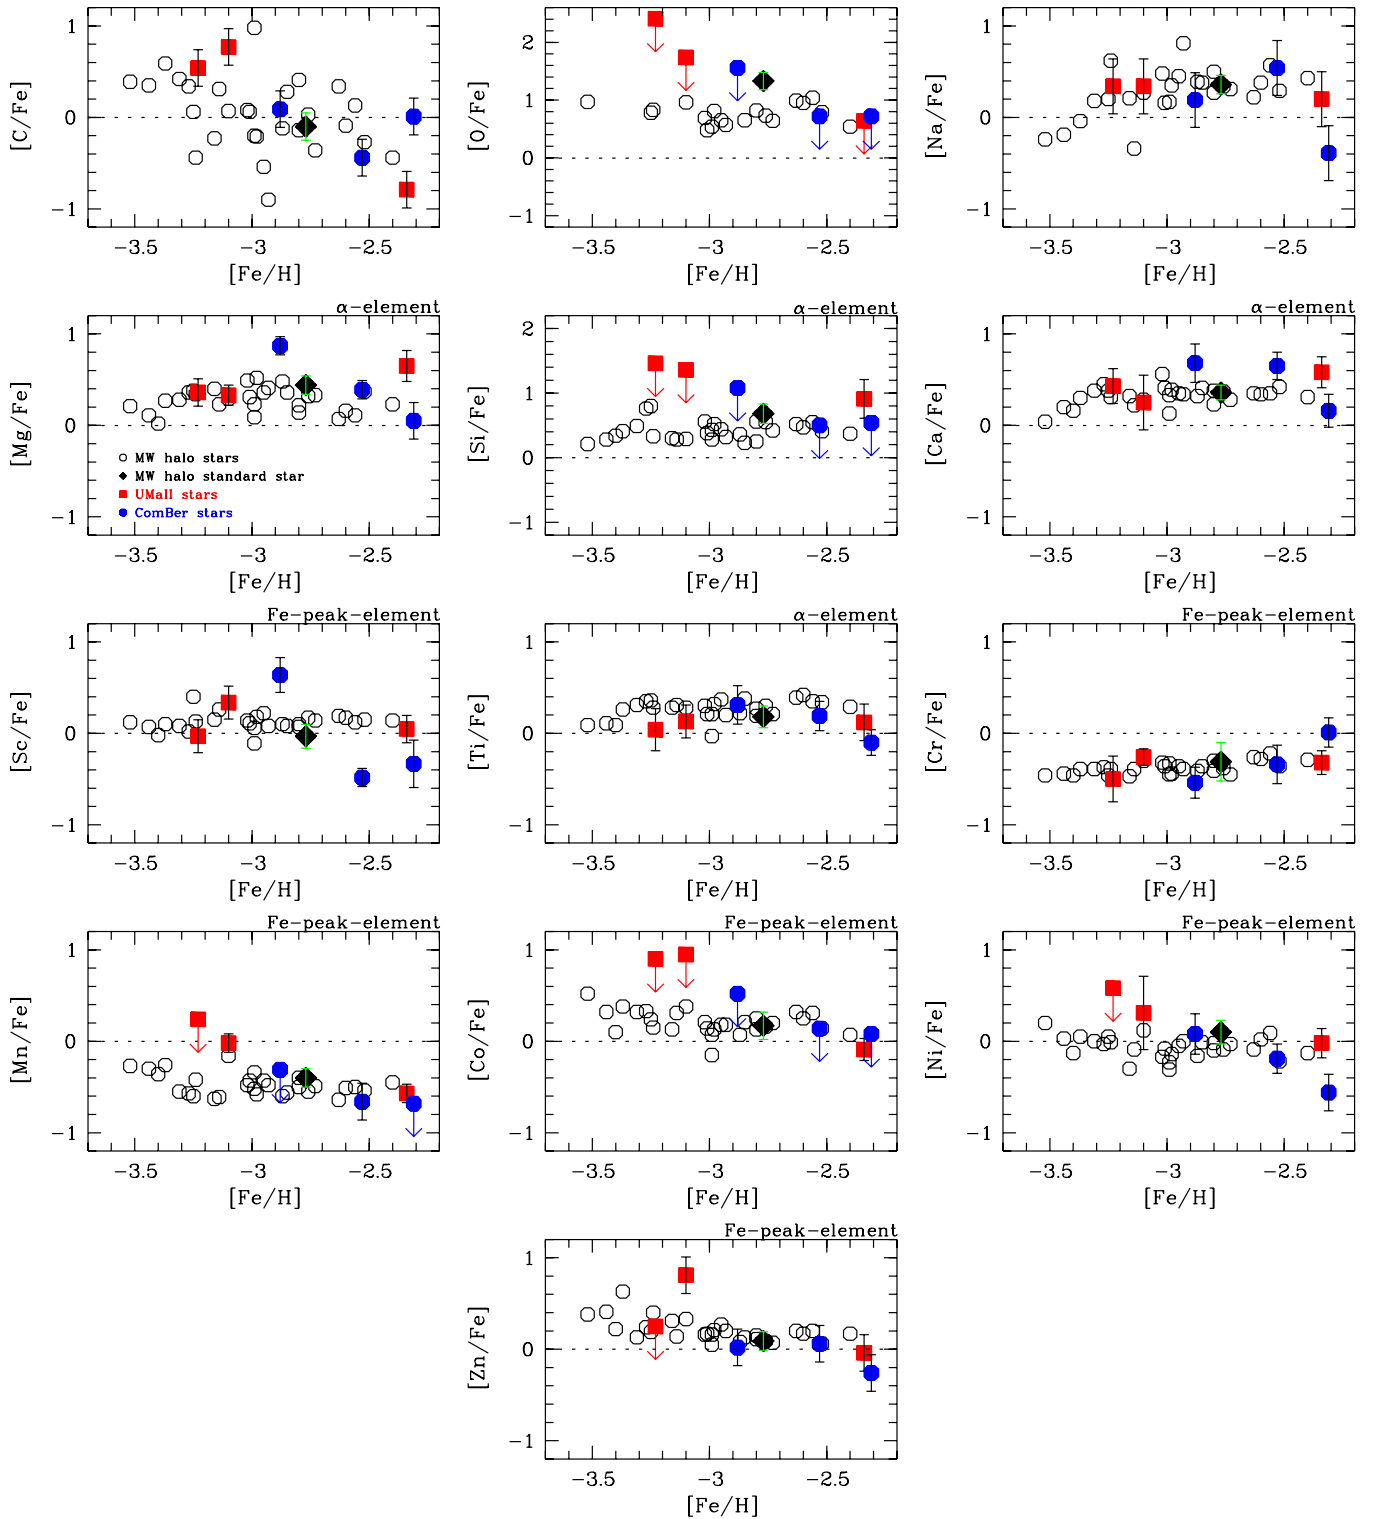 [C/Fe]
1
0
−1
−3.5 −3 −2.5
[Fe/H]
[O/Fe]
2
1
0
−1
−3.5 −3 −2.5
[Fe/H]
[Na/Fe]
1
0
−1
−3.5 −3 −2.5
[Fe/H]
α−element
[Mg/Fe]
1
0
−1
MW halo stars
MW halo standard star
UMaII stars
ComBer stars
−3.5 −3 −2.5
[Fe/H]
α−element
[Si/Fe]
2
1
0
−1
−3.5 −3 −2.5
[Fe/H]
α−element
[Ca/Fe]
1
0
−1
−3.5 −3 −2.5
[Fe/H]
Fe−peak−element
[Sc/Fe]
1
0
−1
−3.5 −3 −2.5
[Fe/H]
α−element
[Ti/Fe]
1
0
−1
−3.5 −3 −2.5
[Fe/H]
Fe−peak−element
[Cr/Fe]
1
0
−1
−3.5 −3 −2.5
[Fe/H]
Fe−peak−element
[Mn/Fe]
1
0
−1
−3.5 −3 −2.5
[Fe/H]
Fe−peak−element
[Co/Fe]
1
0
−1
−3.5 −3 −2.5
[Fe/H]
Fe−peak−element
[Ni/Fe]
1
0
−1
−3.5 −3 −2.5
[Fe/H]
Fe−peak−element
[Zn/Fe]
1
0
−1
−3.5 −3 −2.5
[Fe/H]